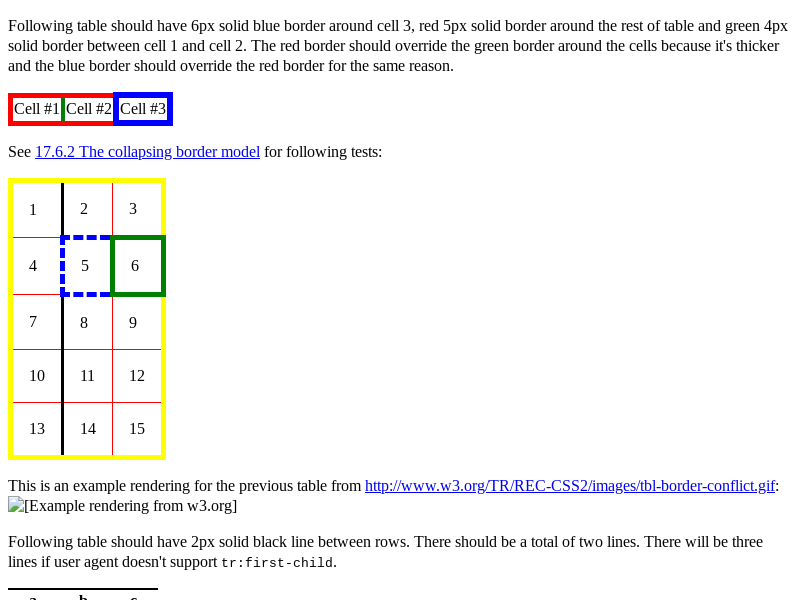 Following table should have 6px solid blue border around cell 3, red 5px solid border around the rest of table and green 4px
solid border between cell 1 and cell 2. The red border should override the green border around the cells because it's thicker
and the blue border should override the red border for the same reason.
Cell #1 Cell #2 Cell #3
See 17.6.2 The collapsing border model for following tests:
1 2 3
4 5 6
7 8 9
10 11 12
13 14 15
This is an example rendering for the previous table from http://www.w3.org/TR/REC-CSS2/images/tbl-border-conflict.gif:
[Example rendering from w3.org]
Following table should have 2px solid black line between rows. There should be a total of two lines. There will be three
lines if user agent doesn't support tr:first-child.